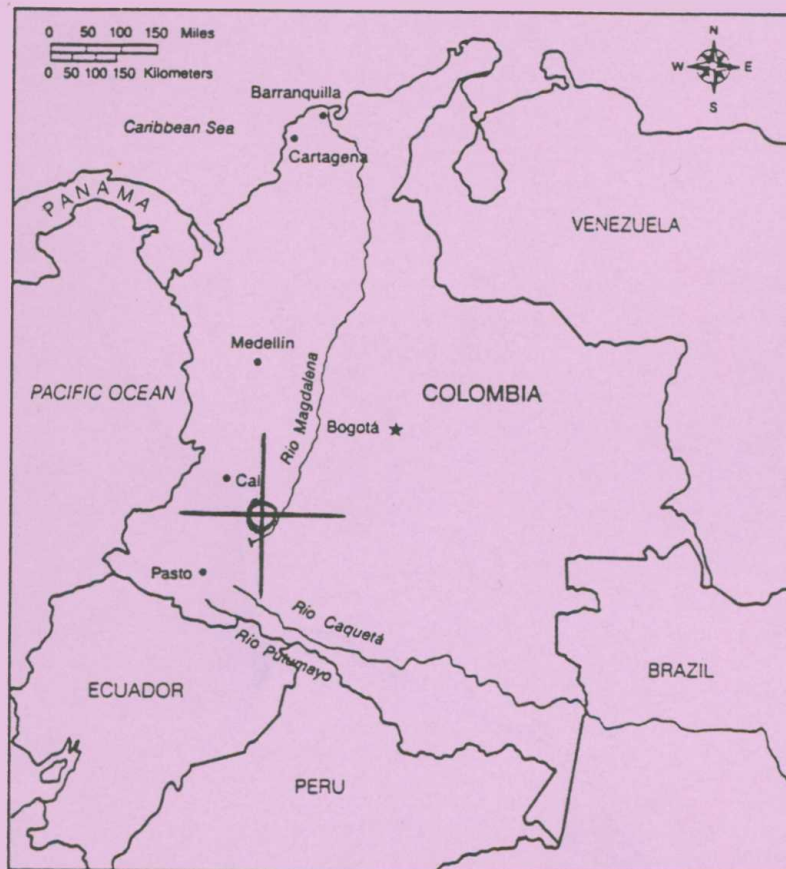 0 50 100 150 Miles
0 50 100 150 Kilometers
N
W E
S
Barranquilla
Caribbean Sea
Cartagena
PANAMA
VENEZUELA
Medellín
Rio Magdalena
PACIFIC OCEAN
COLOMBIA
Bogotá
Cali
Pasto
Rio Caquetá
Rio Putumayo
ECUADOR
BRAZIL
PERU